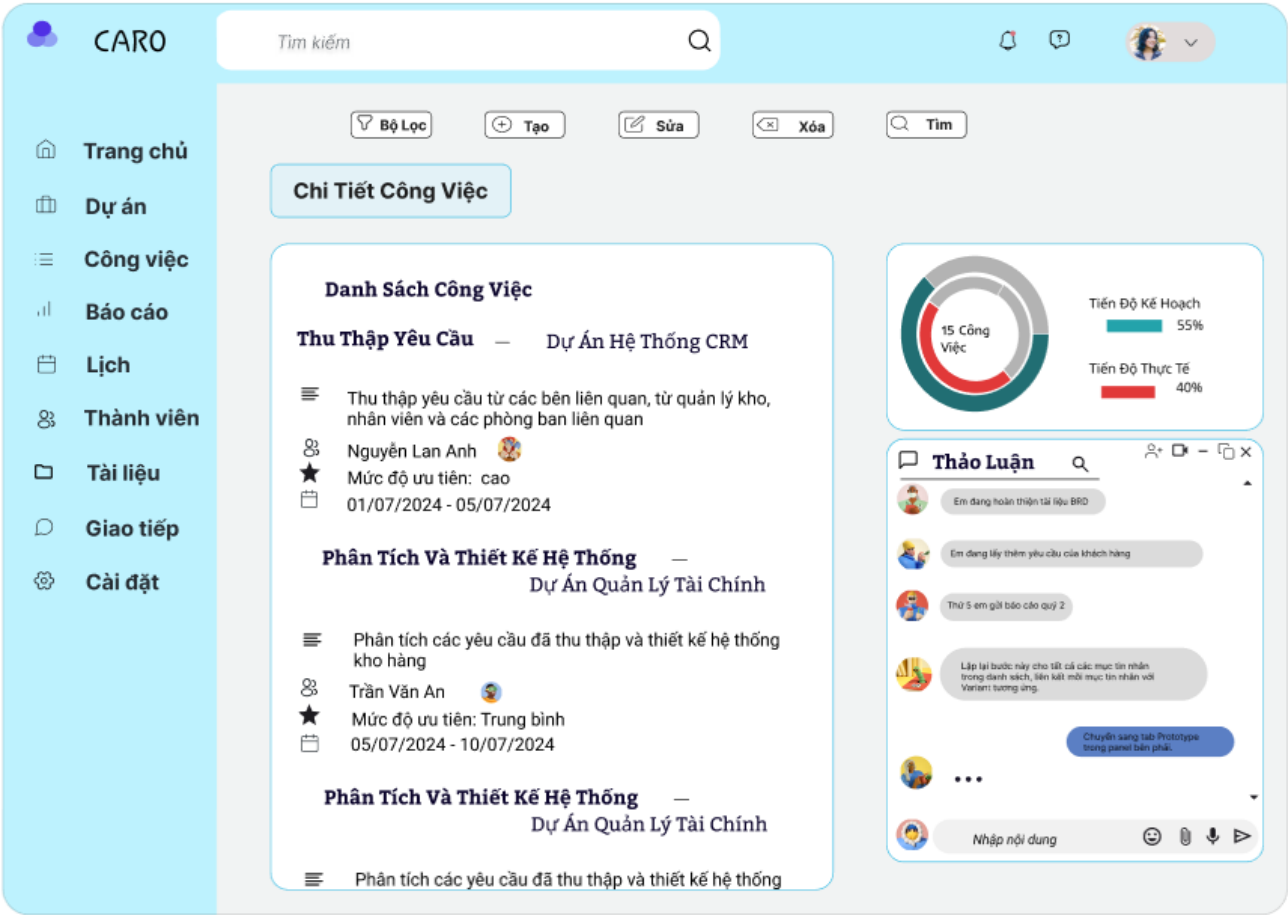 CARO
Tìm kiếm
Trang chủ
Dự án
Công việc
Báo cáo
Lịch
Thành viên
Tài liệu
Giao tiếp
Cài đặt
Bộ Lọc
Tạo
Sửa
Xóa
Tìm
Chi Tiết Công Việc
Danh Sách Công Việc
Thu Thập Yêu Cầu — Dự Án Hệ Thống CRM
Thu thập yêu cầu từ các bên liên quan, từ quản lý kho,
nhân viên và các phòng ban liên quan
Nguyễn Lan Anh
Mức độ ưu tiên: cao
01/07/2024 - 05/07/2024
Phân Tích Và Thiết Kế Hệ Thống —
Dự Án Quản Lý Tài Chính
Phân tích các yêu cầu đã thu thập và thiết kế hệ thống
kho hàng
Trần Văn An
Mức độ ưu tiên: Trung bình
05/07/2024 - 10/07/2024
Phân Tích Và Thiết Kế Hệ Thống —
Dự Án Quản Lý Tài Chính
Phân tích các yêu cầu đã thu thập và thiết kế hệ thống
15 Công
Việc
Tiến Độ Kế Hoạch
55%
Tiến Độ Thực Tế
40%
Thảo Luận
Em đang hoàn thiện tài liệu BRD
Em đang lấy thêm yêu cầu của khách hàng
Thứ 5 em gửi báo cáo quý 2
Lặp lại bước này cho tất cả các mục tin nhắn
trong danh sách, liên kết mỗi mục tin nhắn với
Variant tương ứng.
Chuyển sang tab Prototype
trong panel bên phải.
Nhập nội dung